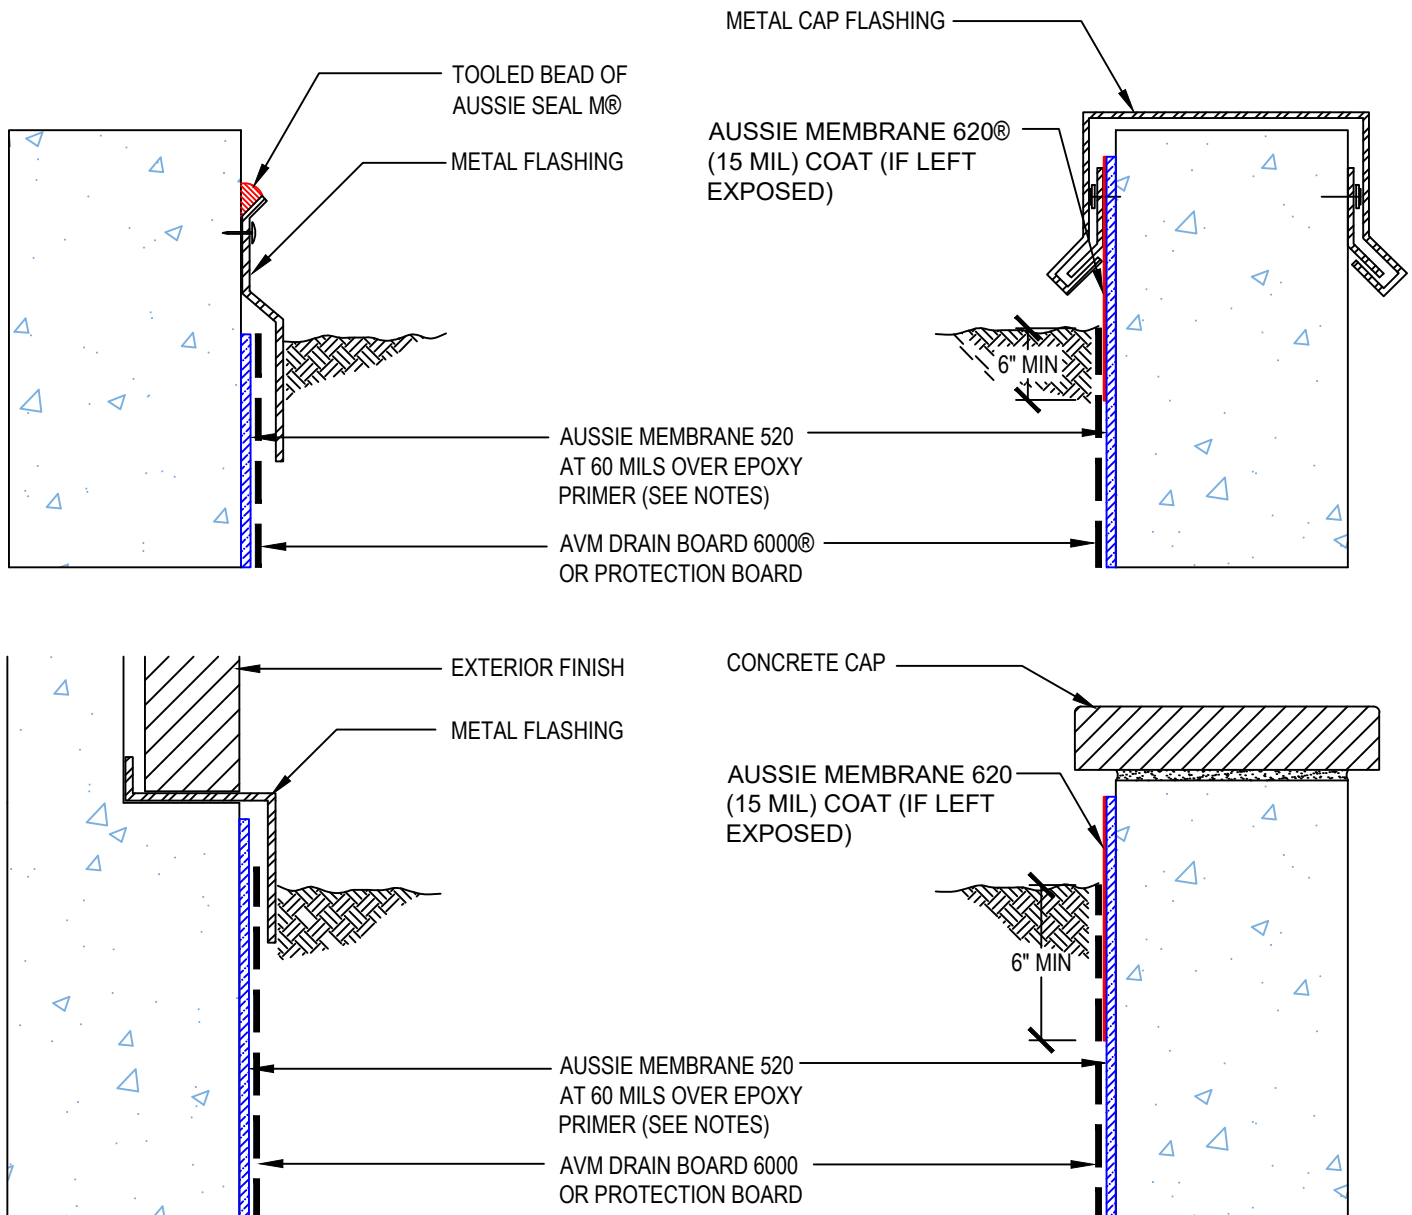 METAL CAP FLASHING
TOOLED BEAD OF
AUSSIE SEAL M®
METAL FLASHING
AUSSIE MEMBRANE 620®
(15 MIL) COAT (IF LEFT
EXPOSED)
6" MIN
AUSSIE MEMBRANE 520
AT 60 MILS OVER EPOXY
PRIMER (SEE NOTES)
AVM DRAIN BOARD 6000®
OR PROTECTION BOARD
EXTERIOR FINISH
METAL FLASHING
CONCRETE CAP
AUSSIE MEMBRANE 620
(15 MIL) COAT (IF LEFT
EXPOSED)
6" MIN
AUSSIE MEMBRANE 520
AT 60 MILS OVER EPOXY
PRIMER (SEE NOTES)
AVM DRAIN BOARD 6000
OR PROTECTION BOARD